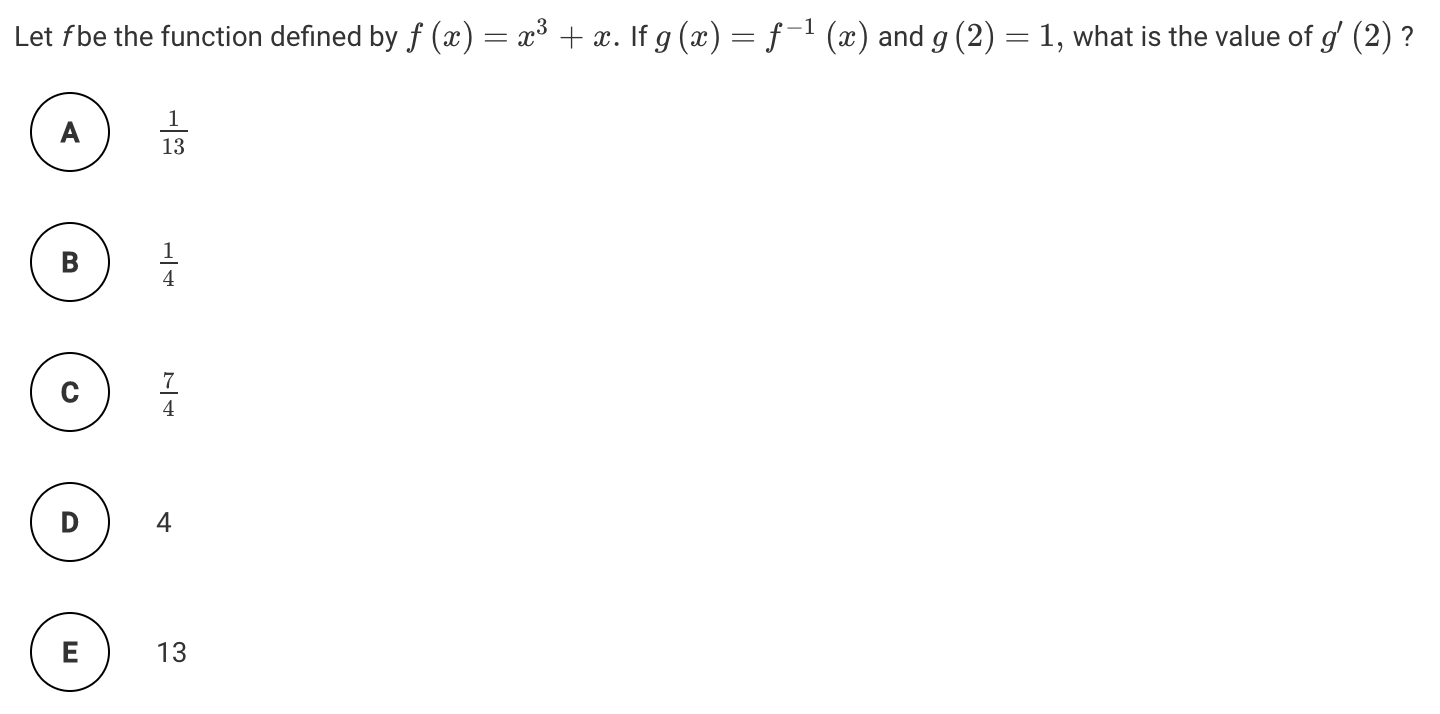 Let f be the function defined by f (x) = x³ + x. If g (x) = f⁻¹ (x) and g (2) = 1, what is the value of g′ (2) ?
A 1/13
B 1/4
C 7/4
D 4
E 13